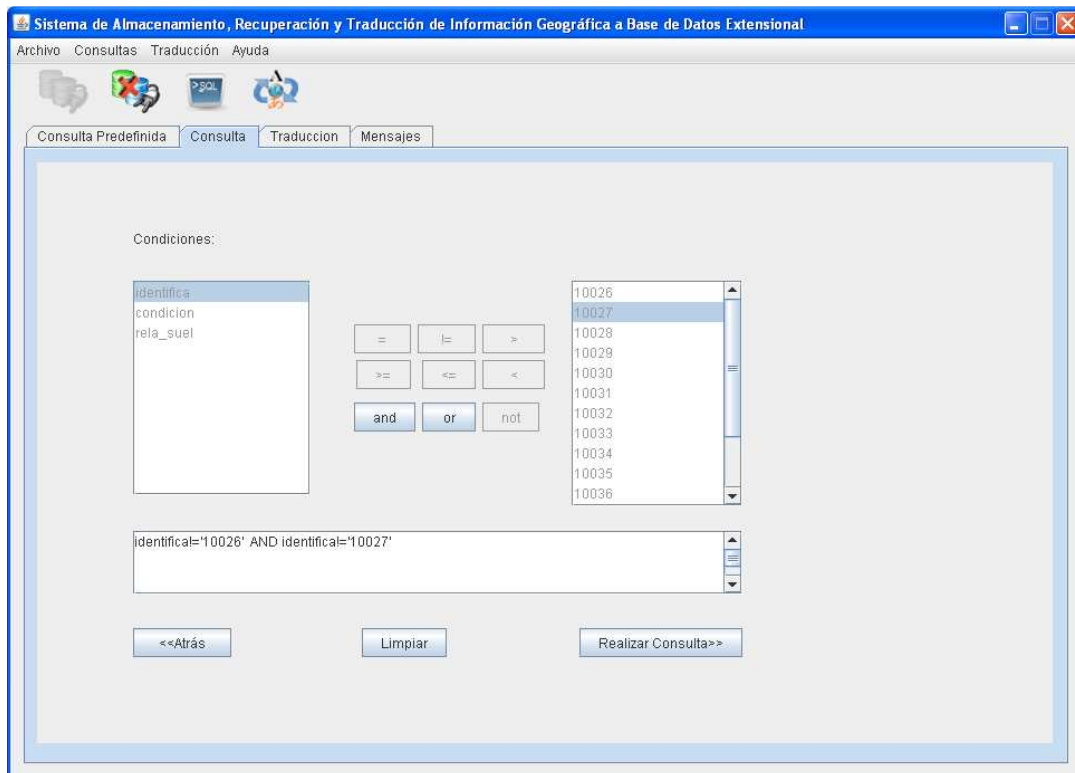 Sistema de Almacenamiento, Recuperación y Traducción de Información Geográfica a Base de Datos Extensional
Archivo Consultas Traducción Ayuda
>SQL
Consulta Predefinida Consulta Traduccion Mensajes
Condiciones:
identifica
condicion
rela_suel
= != >
>= <= <
and or not
10026
10027
10028
10029
10030
10031
10032
10033
10034
10035
10036
identifica!='10026' AND identifica!='10027'
<<Atrás Limpiar Realizar Consulta>>